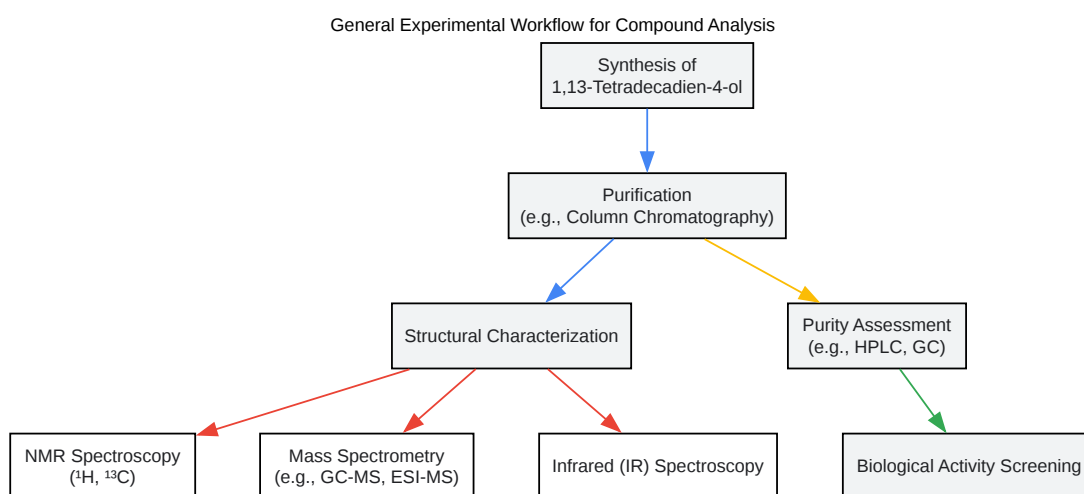 General Experimental Workflow for Compound Analysis
Synthesis of
1,13-Tetradecadien-4-ol
Purification
(e.g., Column Chromatography)
Structural Characterization
Purity Assessment
(e.g., HPLC, GC)
NMR Spectroscopy
(¹H, ¹³C)
Mass Spectrometry
(e.g., GC-MS, ESI-MS)
Infrared (IR) Spectroscopy
Biological Activity Screening